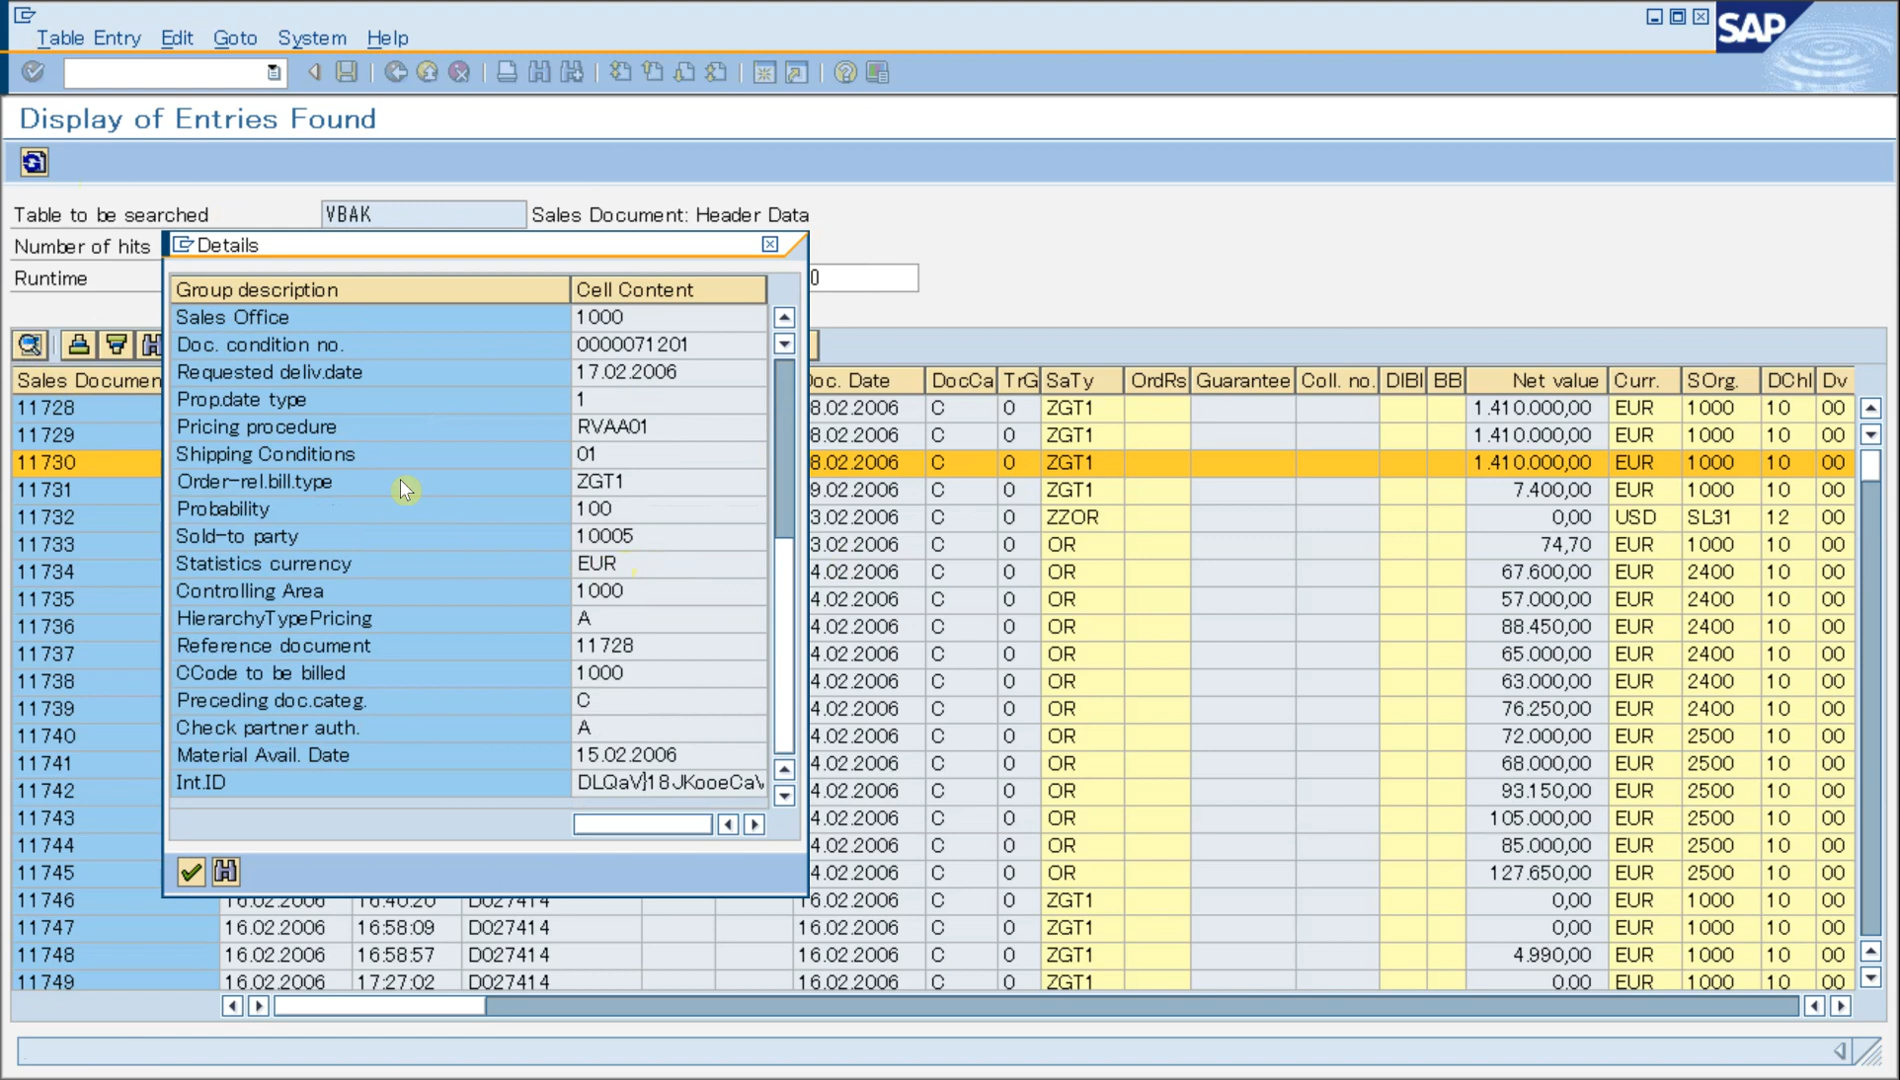 Table Entry Edit Goto System Help
SAP
Display of Entries Found
Table to be searched VBAK Sales Document: Header Data
Number of hits
Runtime 0
Details
Group description Cell Content
Sales Office 1000
Doc. condition no. 0000071201
Requested deliv.date 17.02.2006
Prop.date type 1
Pricing procedure RVAA01
Shipping Conditions 01
Order-rel.bill.type ZGT1
Probability 100
Sold-to party 10005
Statistics currency EUR
Controlling Area 1000
HierarchyTypePricing A
Reference document 11728
CCode to be billed 1000
Preceding doc.categ. C
Check partner auth. A
Material Avail. Date 15.02.2006
Int.ID DLQaV]18JKooeCaV
Sales Documen oc. Date DocCa TrG SaTy OrdRs Guarantee Coll. no. DlBl BB Net value Curr. SOrg. DChl Dv
11728 8.02.2006 C 0 ZGT1 1.410.000,00 EUR 1000 10 00
11729 8.02.2006 C 0 ZGT1 1.410.000,00 EUR 1000 10 00
11730 8.02.2006 C 0 ZGT1 1.410.000,00 EUR 1000 10 00
11731 9.02.2006 C 0 ZGT1 7.400,00 EUR 1000 10 00
11732 3.02.2006 C 0 ZZOR 0,00 USD SL31 12 00
11733 3.02.2006 C 0 OR 74,70 EUR 1000 10 00
11734 4.02.2006 C 0 OR 67.600,00 EUR 2400 10 00
11735 4.02.2006 C 0 OR 57.000,00 EUR 2400 10 00
11736 4.02.2006 C 0 OR 88.450,00 EUR 2400 10 00
11737 4.02.2006 C 0 OR 65.000,00 EUR 2400 10 00
11738 4.02.2006 C 0 OR 63.000,00 EUR 2400 10 00
11739 4.02.2006 C 0 OR 76.250,00 EUR 2400 10 00
11740 4.02.2006 C 0 OR 72.000,00 EUR 2500 10 00
11741 4.02.2006 C 0 OR 68.000,00 EUR 2500 10 00
11742 4.02.2006 C 0 OR 93.150,00 EUR 2500 10 00
11743 4.02.2006 C 0 OR 105.000,00 EUR 2500 10 00
11744 4.02.2006 C 0 OR 85.000,00 EUR 2500 10 00
11745 4.02.2006 C 0 OR 127.650,00 EUR 2500 10 00
11746 16.02.2006 16:40:20 D027414 16.02.2006 C 0 ZGT1 0,00 EUR 1000 10 00
11747 16.02.2006 16:58:09 D027414 16.02.2006 C 0 ZGT1 0,00 EUR 1000 10 00
11748 16.02.2006 16:58:57 D027414 16.02.2006 C 0 ZGT1 4.990,00 EUR 1000 10 00
11749 16.02.2006 17:27:02 D027414 16.02.2006 C 0 ZGT1 0,00 EUR 1000 10 00